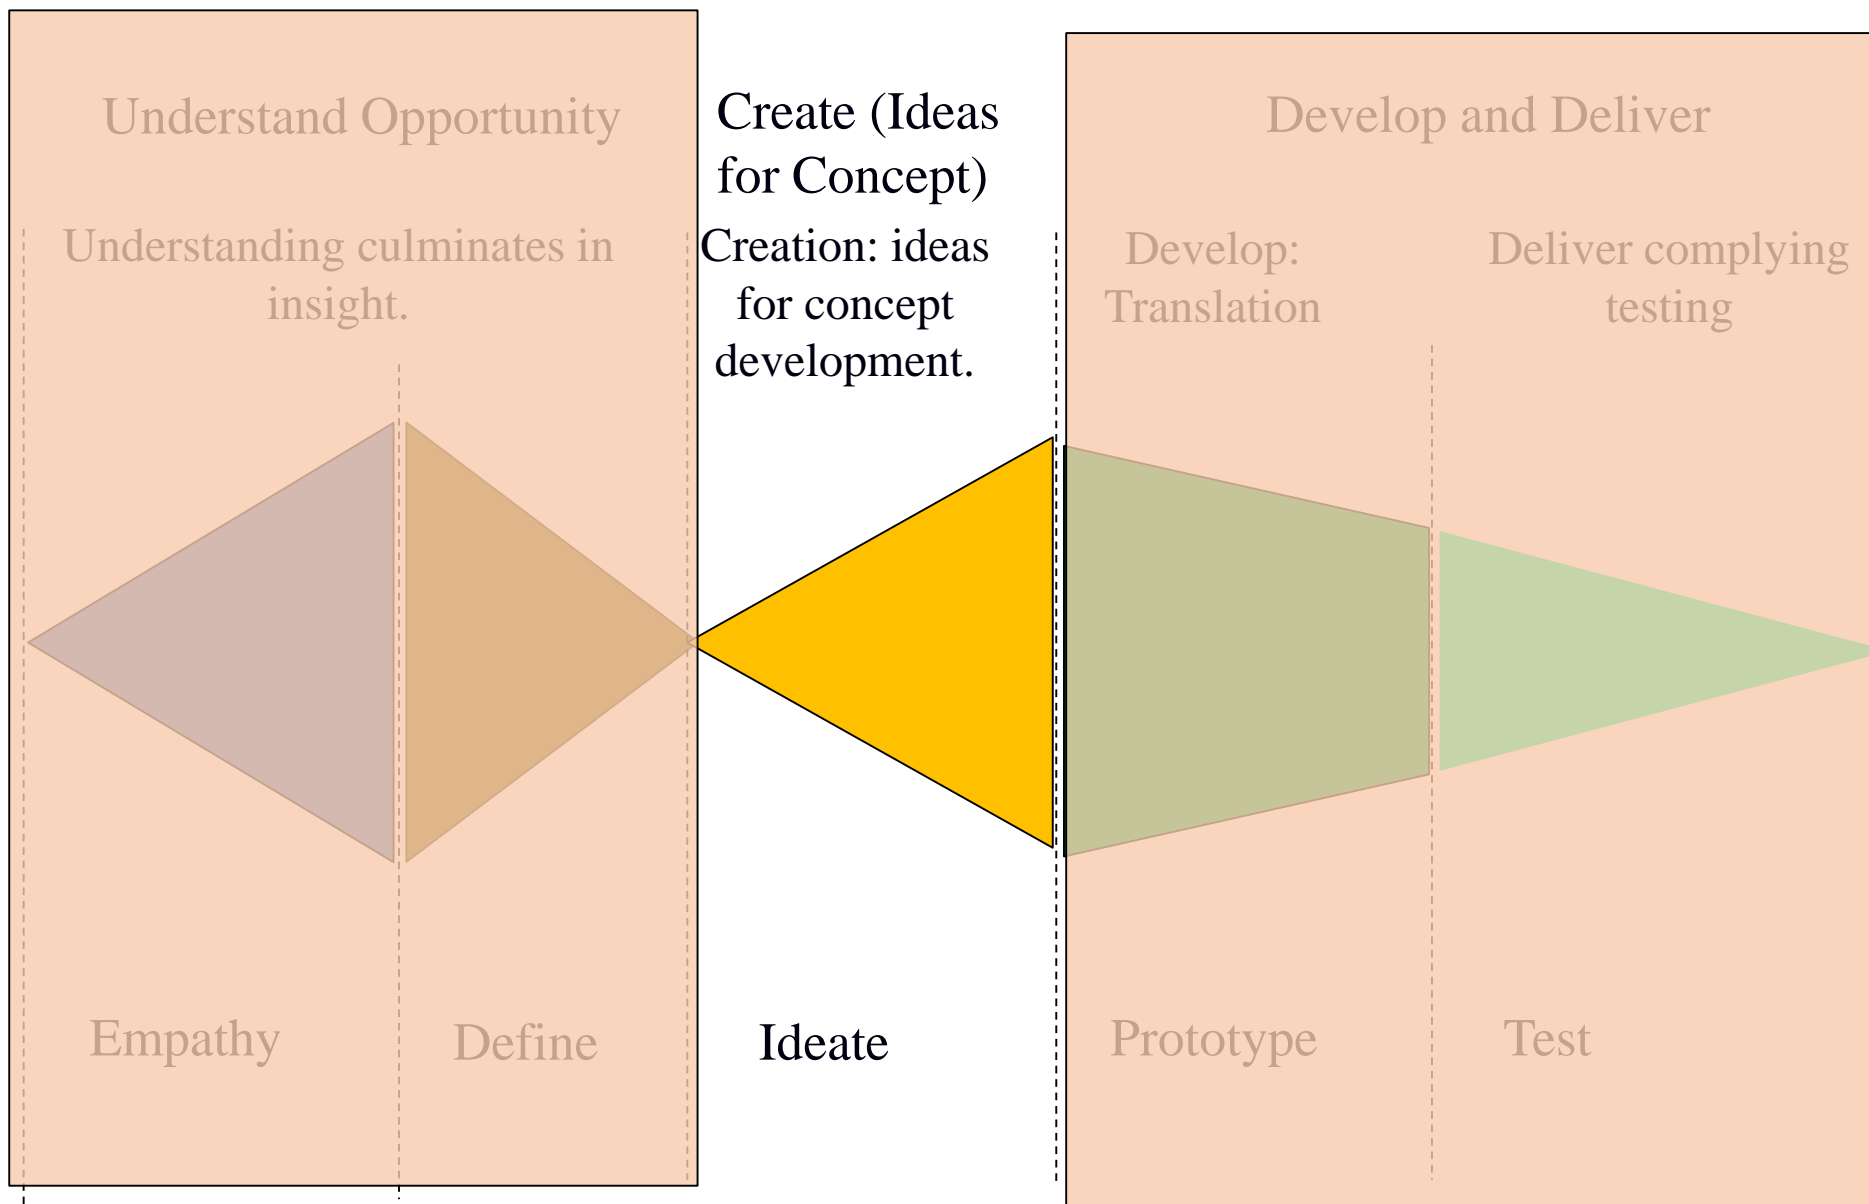 Understand Opportunity
Create (Ideas
for Concept)
Develop and Deliver
Understanding culminates in
insight.
Creation: ideas
for concept
development.
Develop:
Translation
Deliver complying
testing
Empathy
Define
Ideate
Prototype
Test